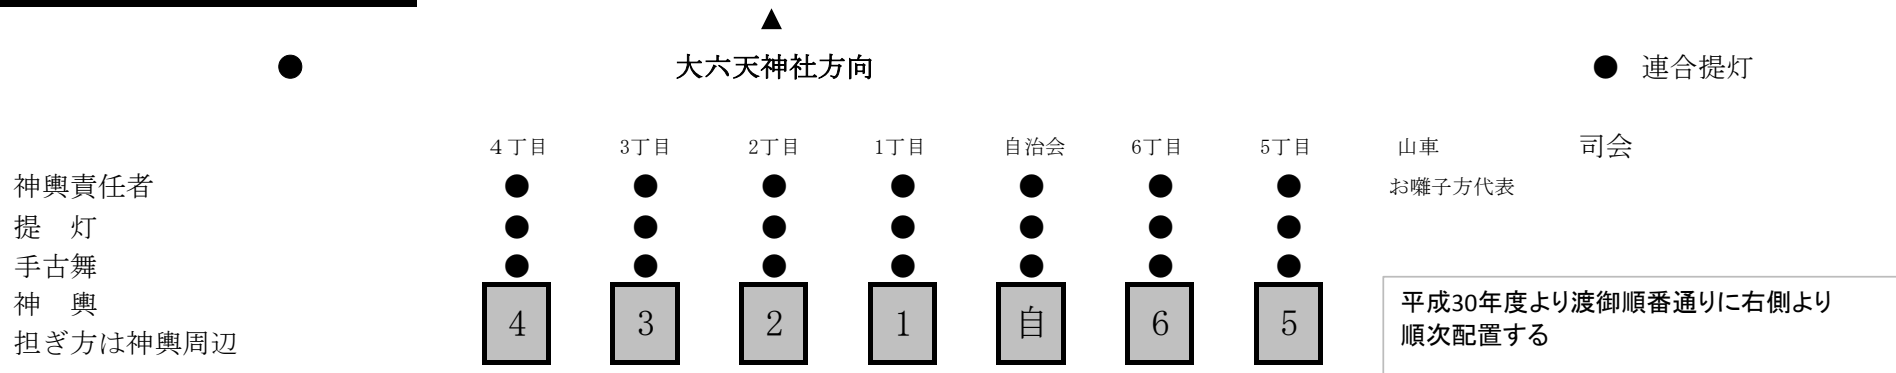 ▲
● 大六天神社方向 ● 連合提灯
４丁目 3丁目 2丁目 1丁目 自治会 6丁目 5丁目 山車 司会
神輿責任者 ● ● ● ● ● ● ● お囃子方代表
提　灯 ● ● ● ● ● ● ●
手古舞 ● ● ● ● ● ● ●
神　輿
4 3 2 1 自 6 5
担ぎ方は神輿周辺
平成30年度より渡御順番通りに右側より
順次配置する